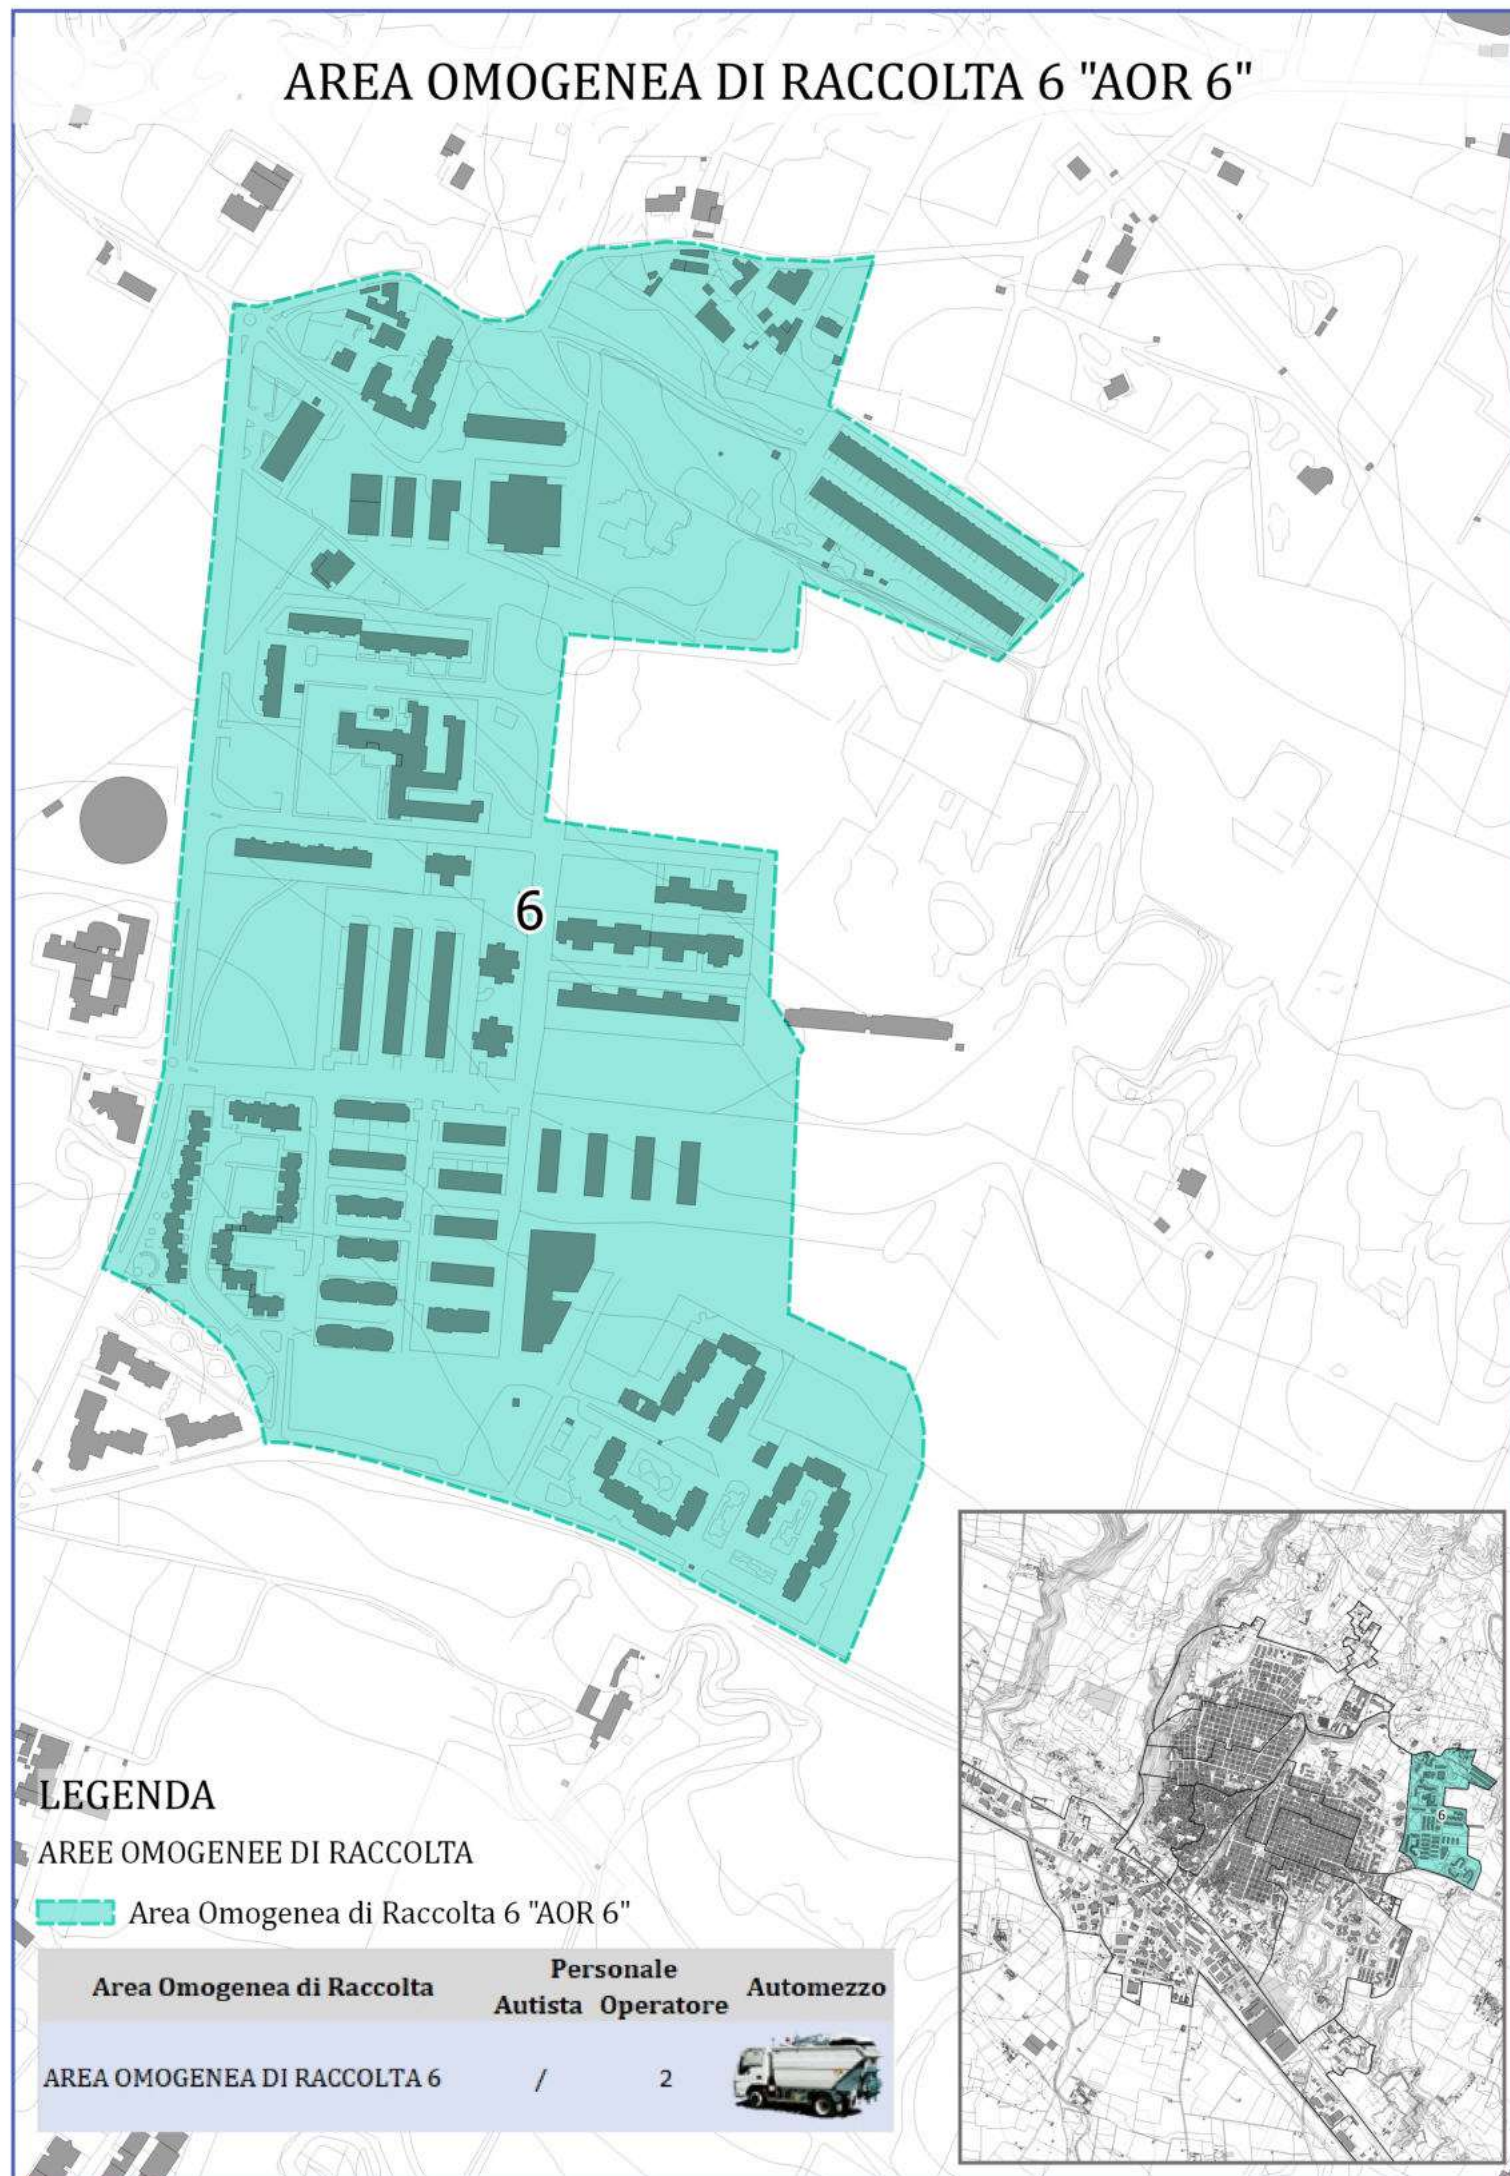 AREA OMOGENEA DI RACCOLTA 6 "AOR 6"
6
LEGENDA
AREE OMOGENEE DI RACCOLTA
Area Omogenea di Raccolta 6 "AOR 6"
Area Omogenea di Raccolta Personale Automezzo
Autista Operatore
AREA OMOGENEA DI RACCOLTA 6 / 2
6